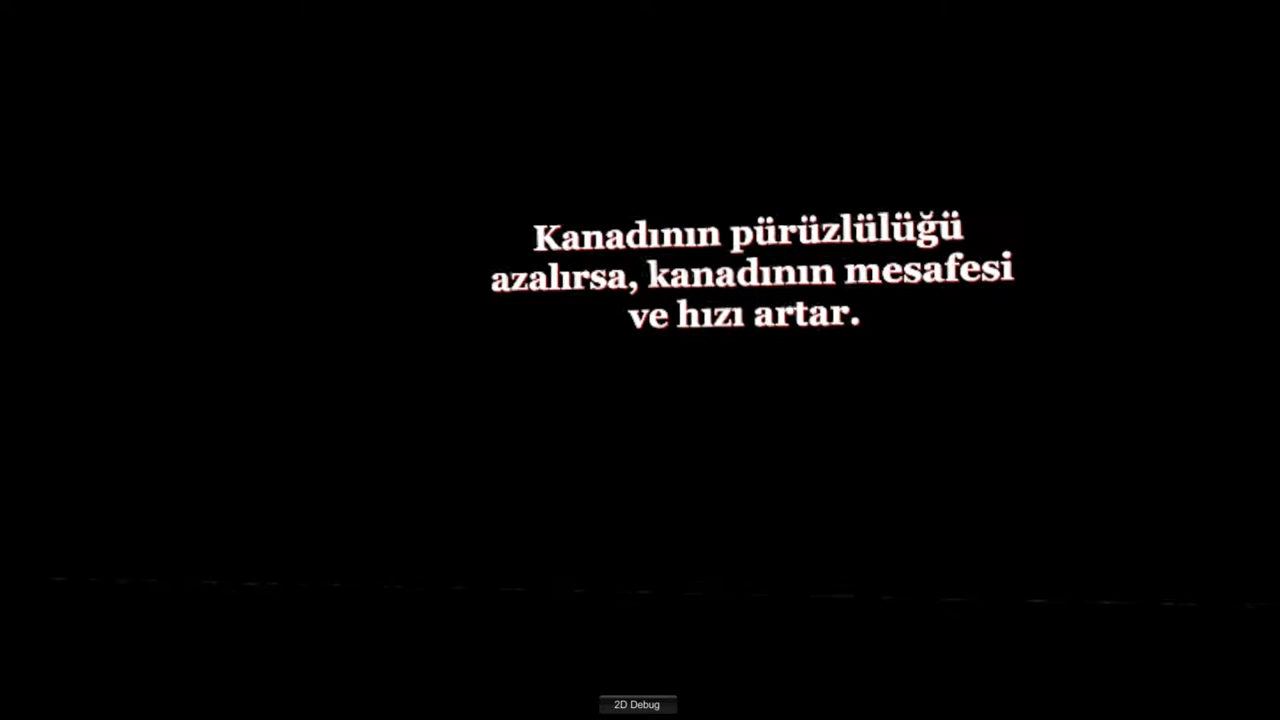 Kanadının pürüzlülüğü
azalırsa, kanadının mesafesi
ve hızı artar.
2D Debug